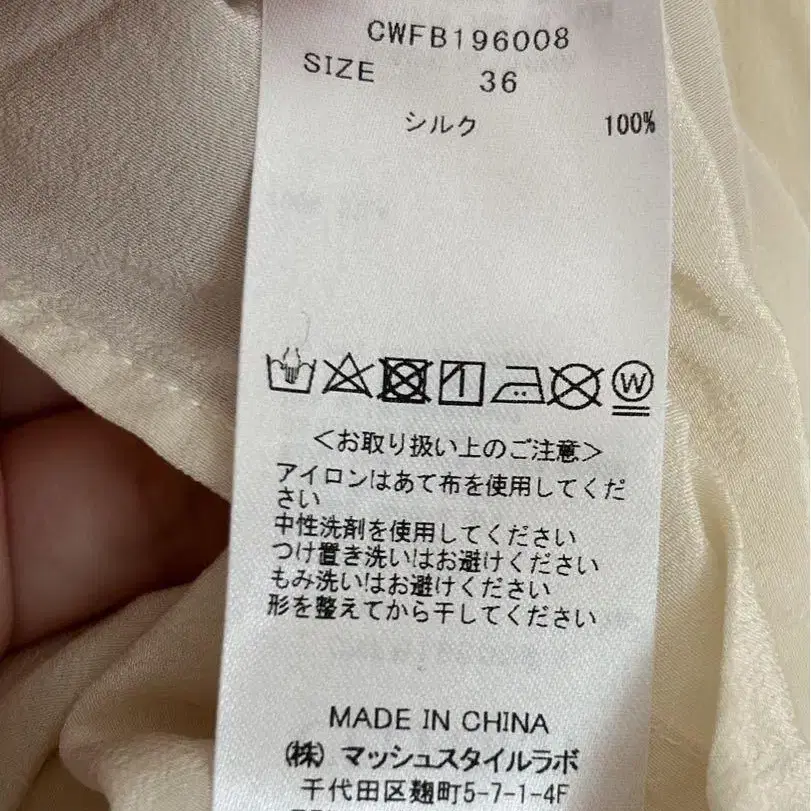 CWFB196008
SIZE 36
シルク 100%
W
<お取り扱い上のご注意>
アイロンはあて布を使用してくだ
さい
中性洗剤を使用してください
つけ置き洗いはお避けください
もみ洗いはお避けください
形を整えてから干してください
MADE IN CHINA
(株) マッシュスタイルラボ
千代田区麹町5-7-1-4F